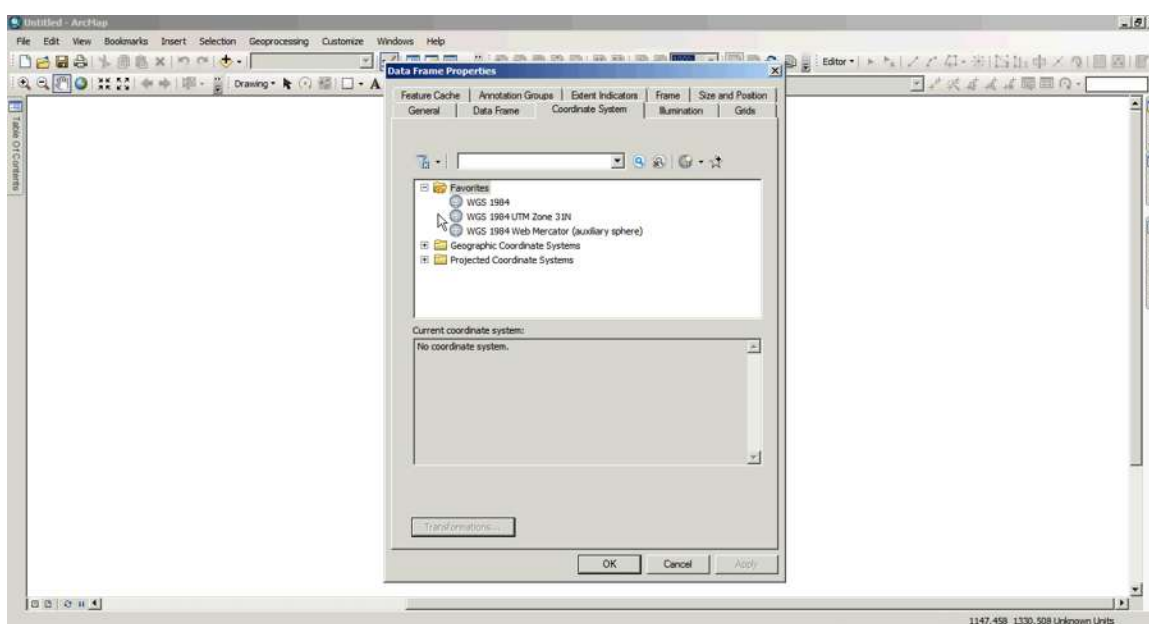 Untitled - ArcMap
File Edit View Bookmarks Insert Selection Geoprocessing Customize Windows Help
Editor
Drawing A
Table Of Contents
Data Frame Properties
Feature Cache Annotation Groups Extent Indicators Frame Size and Position
General Data Frame Coordinate System Illumination Grids
Favorites
WGS 1984
WGS 1984 UTM Zone 31N
WGS 1984 Web Mercator (auxiliary sphere)
Geographic Coordinate Systems
Projected Coordinate Systems
Current coordinate system:
No coordinate system.
Transformations...
OK Cancel Apply
1147.458 1330.508 Unknown Units